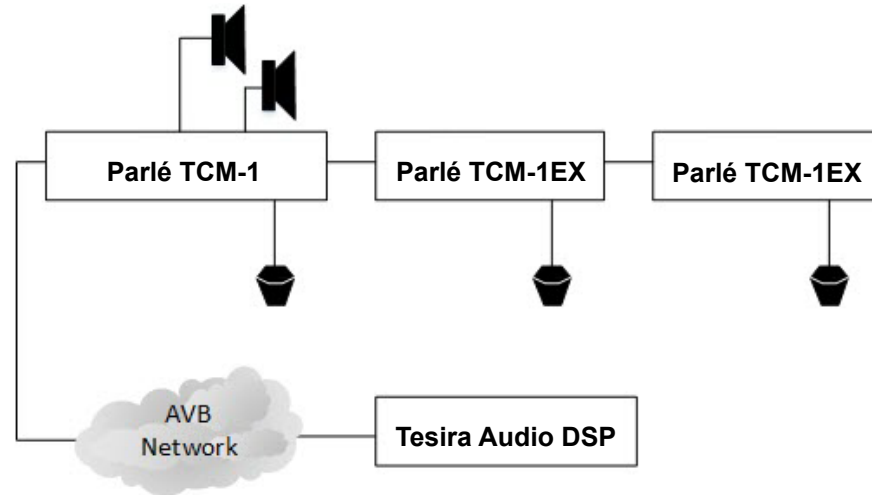 Parlé TCM-1
Parlé TCM-1EX
Parlé TCM-1EX
AVB
Network
Tesira Audio DSP